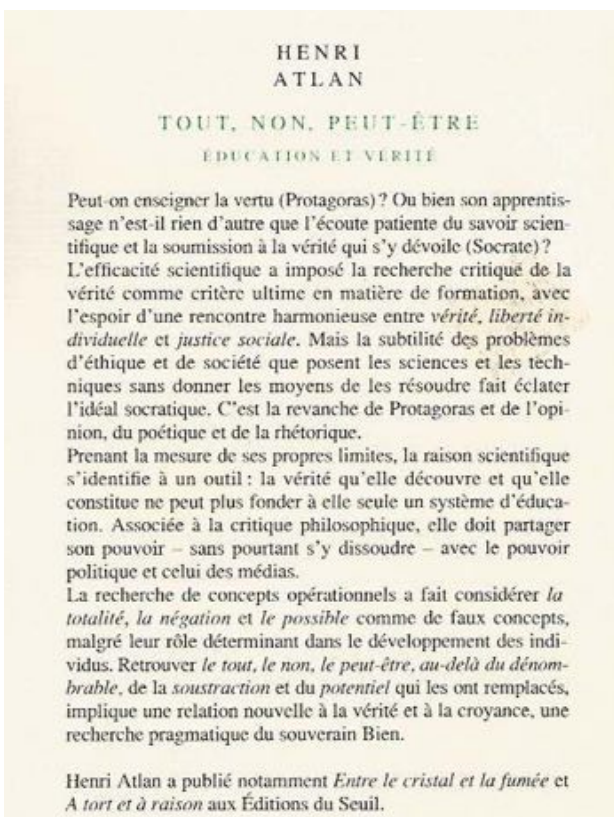 HENRI
ATLAN
TOUT, NON, PEUT-ÊTRE
ÉDUCATION ET VÉRITÉ
Peut-on enseigner la vertu (Protagoras) ? Ou bien son apprentis-
sage n'est-il rien d'autre que l'écoute patiente du savoir scien-
tifique et la soumission à la vérité qui s'y dévoile (Socrate) ?
L'efficacité scientifique a imposé la recherche critique de la
vérité comme critère ultime en matière de formation, avec
l'espoir d'une rencontre harmonieuse entre vérité, liberté in-
dividuelle et justice sociale. Mais la subtilité des problèmes
d'éthique et de société que posent les sciences et les tech-
niques sans donner les moyens de les résoudre fait éclater
l'idéal socratique. C'est la revanche de Protagoras et de l'opi-
nion, du poétique et de la rhétorique.
Prenant la mesure de ses propres limites, la raison scientifique
s'identifie à un outil : la vérité qu'elle découvre et qu'elle
constitue ne peut plus fonder à elle seule un système d'éduca-
tion. Associée à la critique philosophique, elle doit partager
son pouvoir – sans pourtant s'y dissoudre – avec le pouvoir
politique et celui des médias.
La recherche de concepts opérationnels a fait considérer la
totalité, la négation et le possible comme de faux concepts,
malgré leur rôle déterminant dans le développement des indi-
vidus. Retrouver le tout, le non, le peut-être, au-delà du dénom-
brable, de la soustraction et du potentiel qui les ont remplacés,
implique une relation nouvelle à la vérité et à la croyance, une
recherche pragmatique du souverain Bien.
Henri Atlan a publié notamment Entre le cristal et la fumée et
A tort et à raison aux Éditions du Seuil.